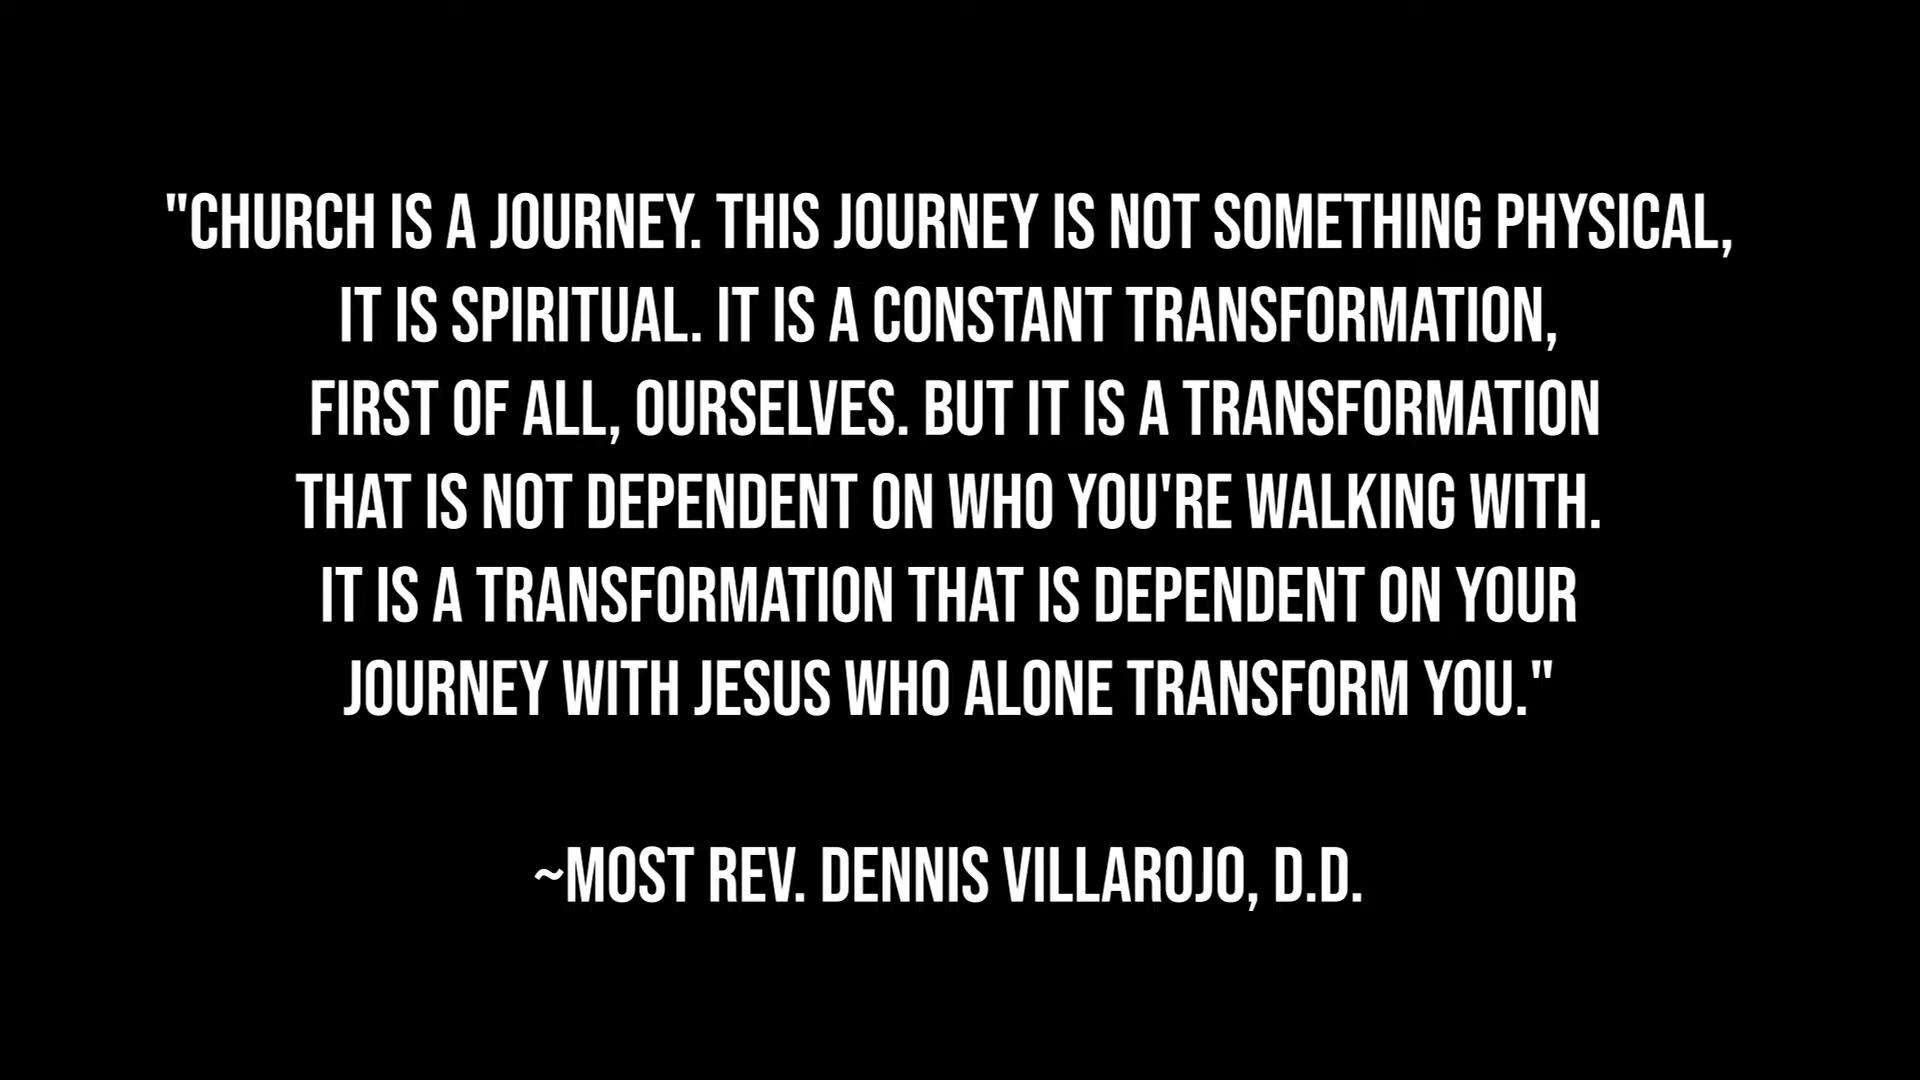 "CHURCH IS A JOURNEY. THIS JOURNEY IS NOT SOMETHING PHYSICAL,
IT IS SPIRITUAL. IT IS A CONSTANT TRANSFORMATION,
FIRST OF ALL, OURSELVES. BUT IT IS A TRANSFORMATION
THAT IS NOT DEPENDENT ON WHO YOU'RE WALKING WITH.
IT IS A TRANSFORMATION THAT IS DEPENDENT ON YOUR
JOURNEY WITH JESUS WHO ALONE TRANSFORM YOU."
~MOST REV. DENNIS VILLAROJO, D.D.